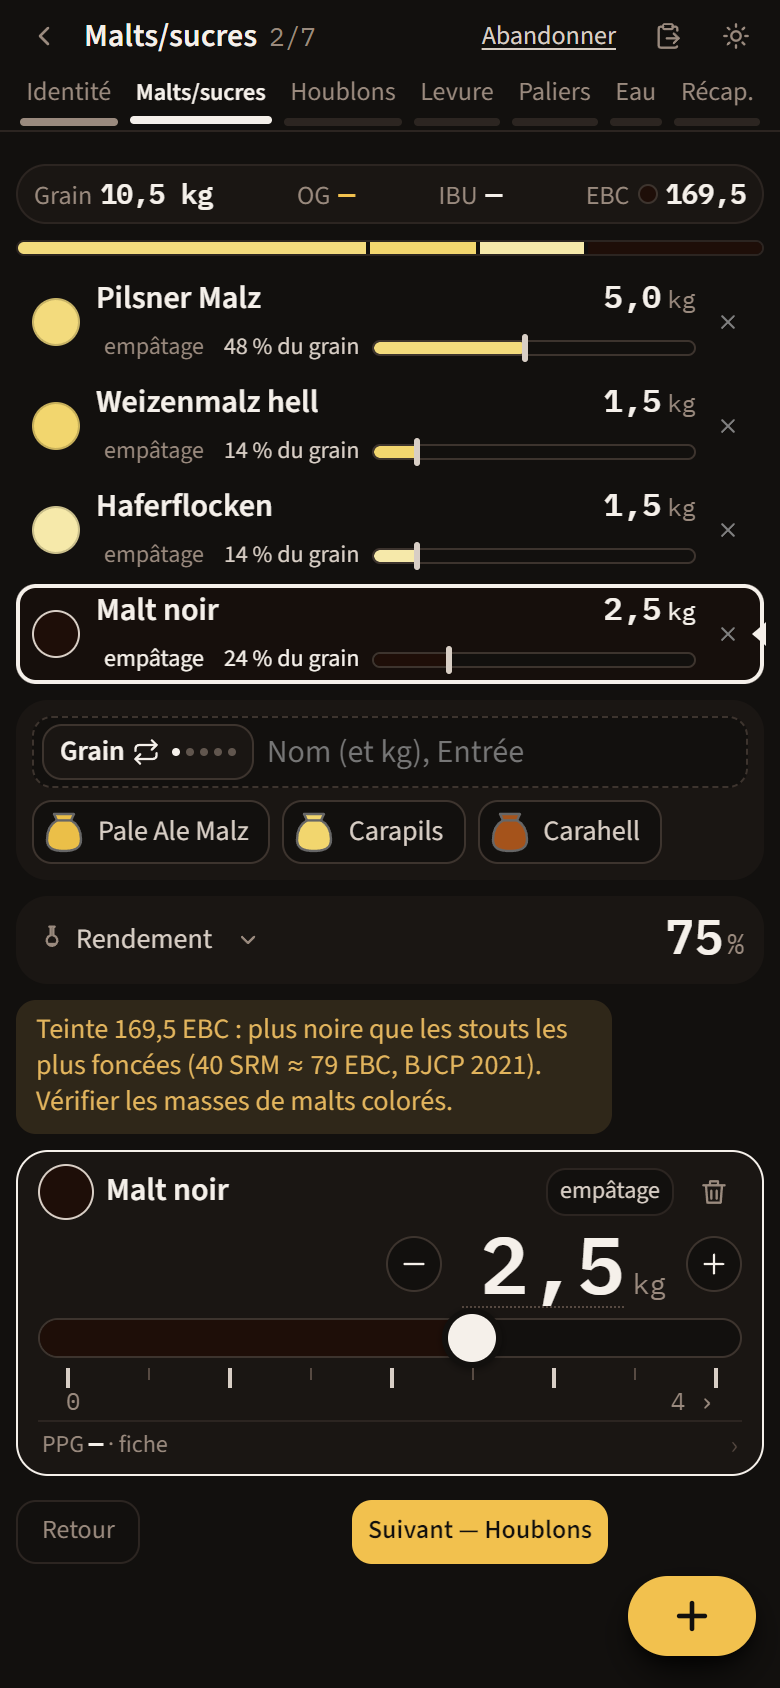 Malts/sucres 2/7 Abandonner
Identité Malts/sucres Houblons Levure Paliers Eau Récap.
Grain 10,5 kg OG — IBU — EBC 169,5
Pilsner Malz 5,0 kg ×
empâtage 48 % du grain
Weizenmalz hell 1,5 kg ×
empâtage 14 % du grain
Haferflocken 1,5 kg ×
empâtage 14 % du grain
Malt noir 2,5 kg ×
empâtage 24 % du grain
Grain Nom (et kg), Entrée
Pale Ale Malz Carapils Carahell
Rendement 75 %
Teinte 169,5 EBC : plus noire que les stouts les
plus foncées (40 SRM ≈ 79 EBC, BJCP 2021).
Vérifier les masses de malts colorés.
Malt noir empâtage
− 2,5 kg +
0 4 ›
PPG — · fiche ›
Retour Suivant — Houblons
+